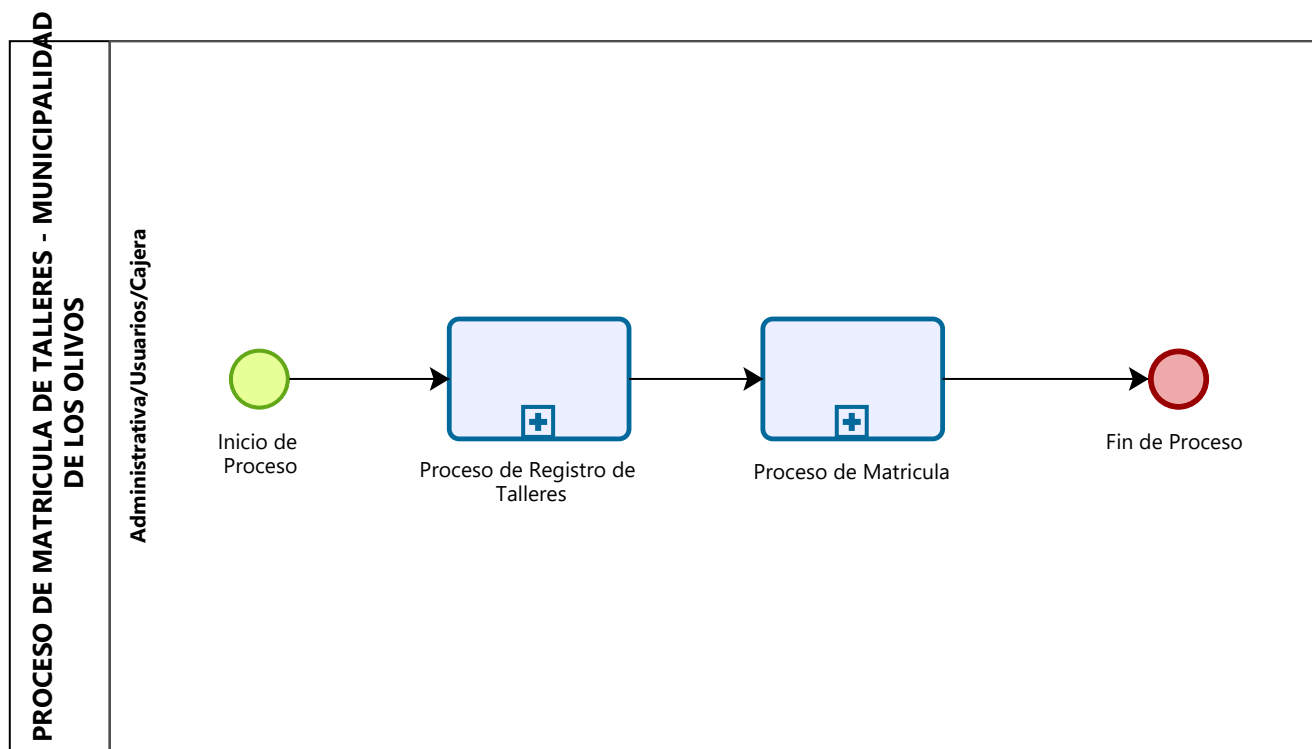 PROCESO DE MATRICULA DE TALLERES - MUNICIPALIDAD
DE LOS OLIVOS
Administrativa/Usuarios/Cajera
Inicio de
Proceso
Proceso de Registro de
Talleres
Proceso de Matricula
Fin de Proceso